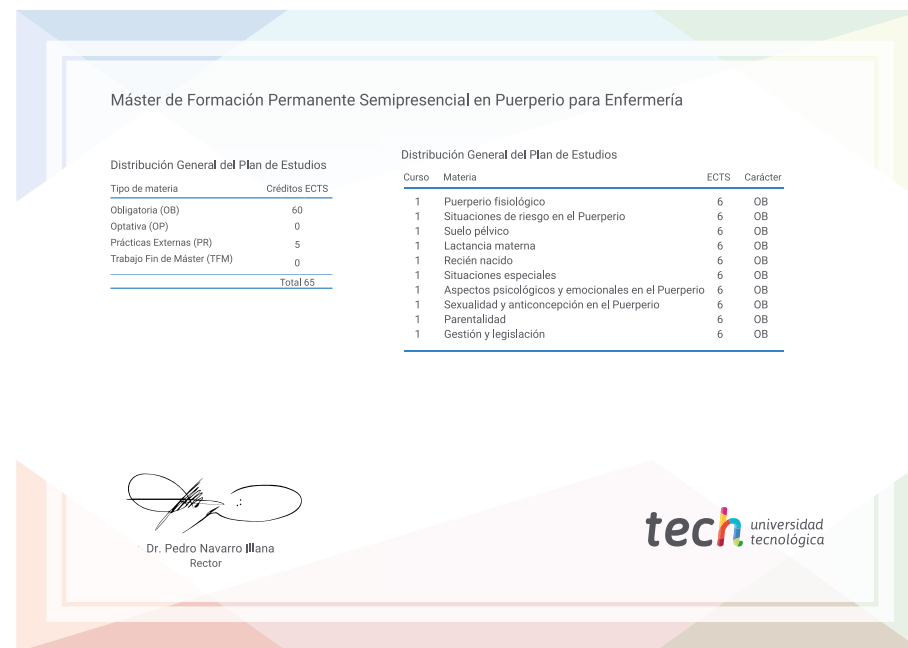 Máster de Formación Permanente Semipresencial en Puerperio para Enfermería
Distribución General del Plan de Estudios
Tipo de materia Créditos ECTS
Obligatoria (OB) 60
Optativa (OP) 0
Prácticas Externas (PR) 5
Trabajo Fin de Máster (TFM) 0
Total 65
Distribución General del Plan de Estudios
Curso Materia ECTS Carácter
1 Puerperio fisiológico 6 OB
1 Situaciones de riesgo en el Puerperio 6 OB
1 Suelo pélvico 6 OB
1 Lactancia materna 6 OB
1 Recién nacido 6 OB
1 Situaciones especiales 6 OB
1 Aspectos psicológicos y emocionales en el Puerperio 6 OB
1 Sexualidad y anticoncepción en el Puerperio 6 OB
1 Parentalidad 6 OB
1 Gestión y legislación 6 OB
Dr. Pedro Navarro Illana
Rector
tech universidad
tecnológica